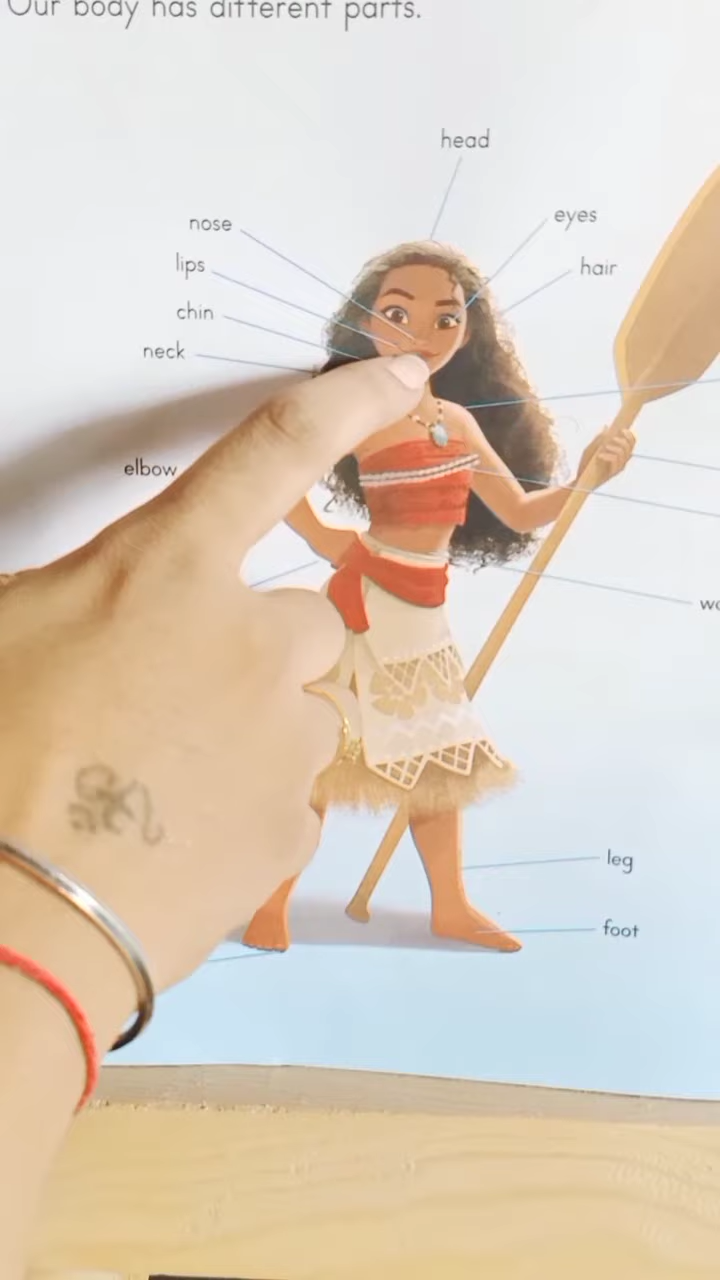 Our body has different parts.
head
nose
eyes
lips
hair
chin
neck
elbow
leg
foot